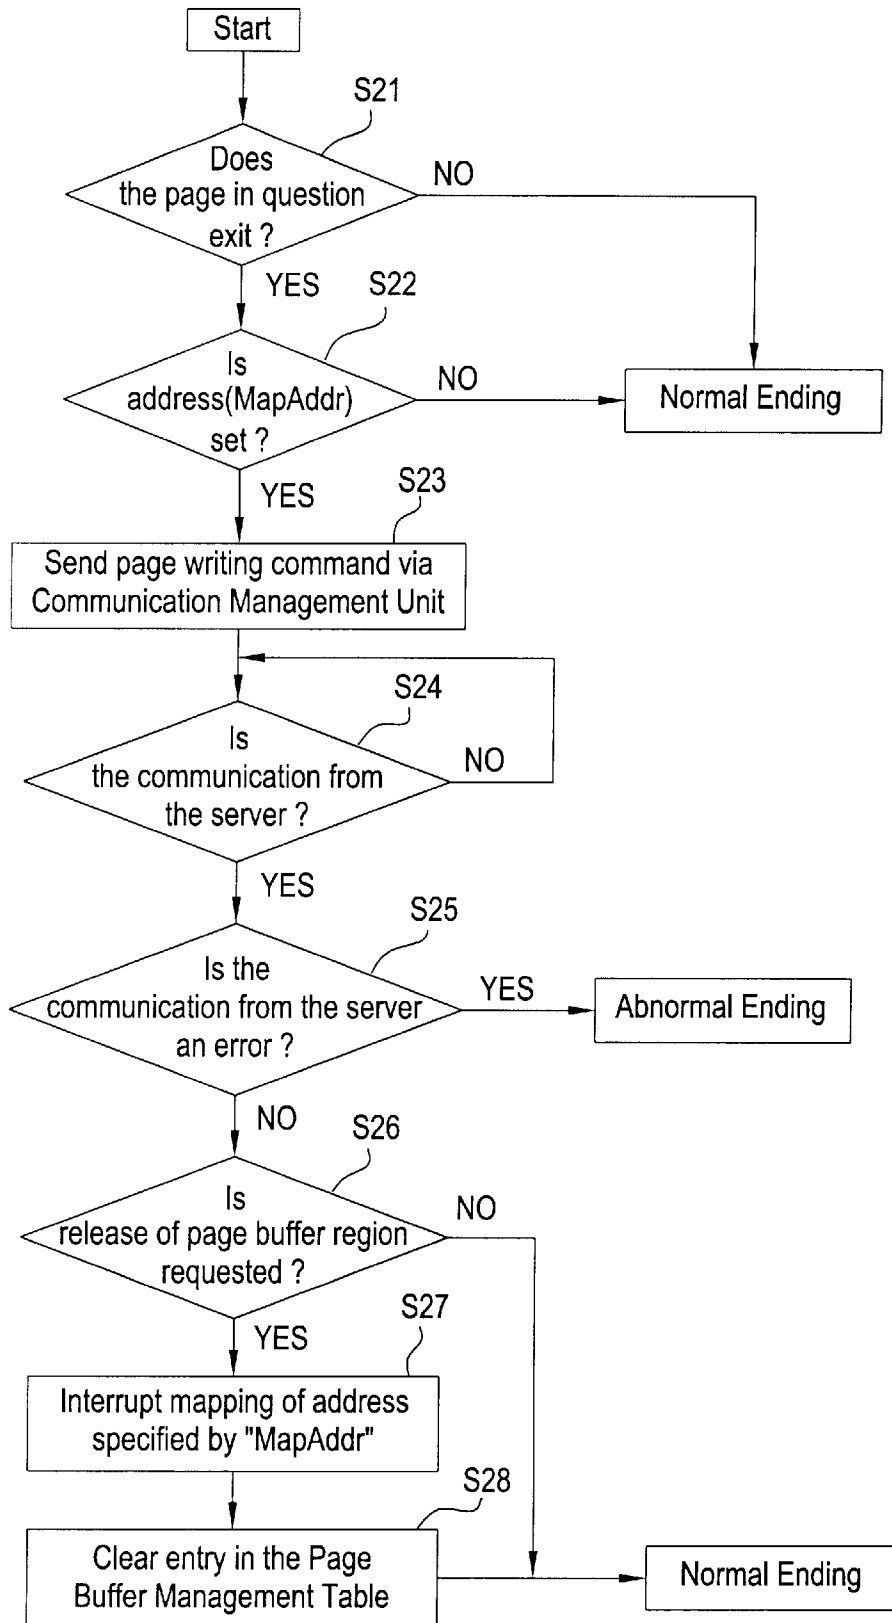 Start
S21
Does
the page in question
exit ?
NO
YES
S22
Is
address(MapAddr)
set ?
NO
Normal Ending
YES
S23
Send page writing command via
Communication Management Unit
S24
Is
the communication from
the server ?
NO
YES
S25
Is the
communication from the server
an error ?
YES
Abnormal Ending
NO
S26
Is
release of page buffer region
requested ?
NO
YES
S27
Interrupt mapping of address
specified by "MapAddr"
S28
Clear entry in the Page
Buffer Management Table
Normal Ending